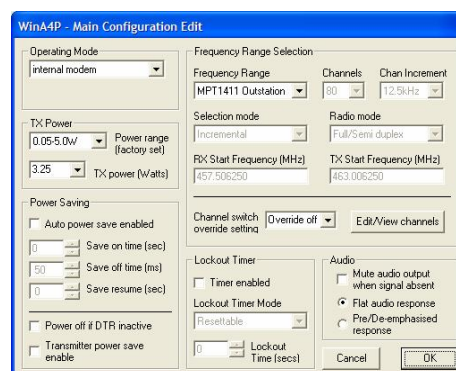 WinA4P - Main Configuration Edit
Operating Mode
internal modem
TX Power
0.05-5.0W
Power range
(factory set)
3.25
TX power (Watts)
Power Saving
Auto power save enabled
0
Save on time (sec)
50
Save off time (ms)
0
Save resume (sec)
Power off if DTR inactive
Transmitter power save
enable
Frequency Range Selection
Frequency Range
Channels
Chan Increment
MPT1411 Outstation
80
12.5kHz
Selection mode
Radio mode
Incremental
Full/Semi duplex
RX Start Frequency (MHz)
TX Start Frequency (MHz)
457.506250
463.006250
Channel switch
override setting
Override off
Edit/View channels
Lockout Timer
Timer enabled
Lockout Timer Mode
Resettable
0
Lockout
Time (secs)
Audio
Mute audio output
when signal absent
Flat audio response
Pre/De-emphasised
response
Cancel
OK